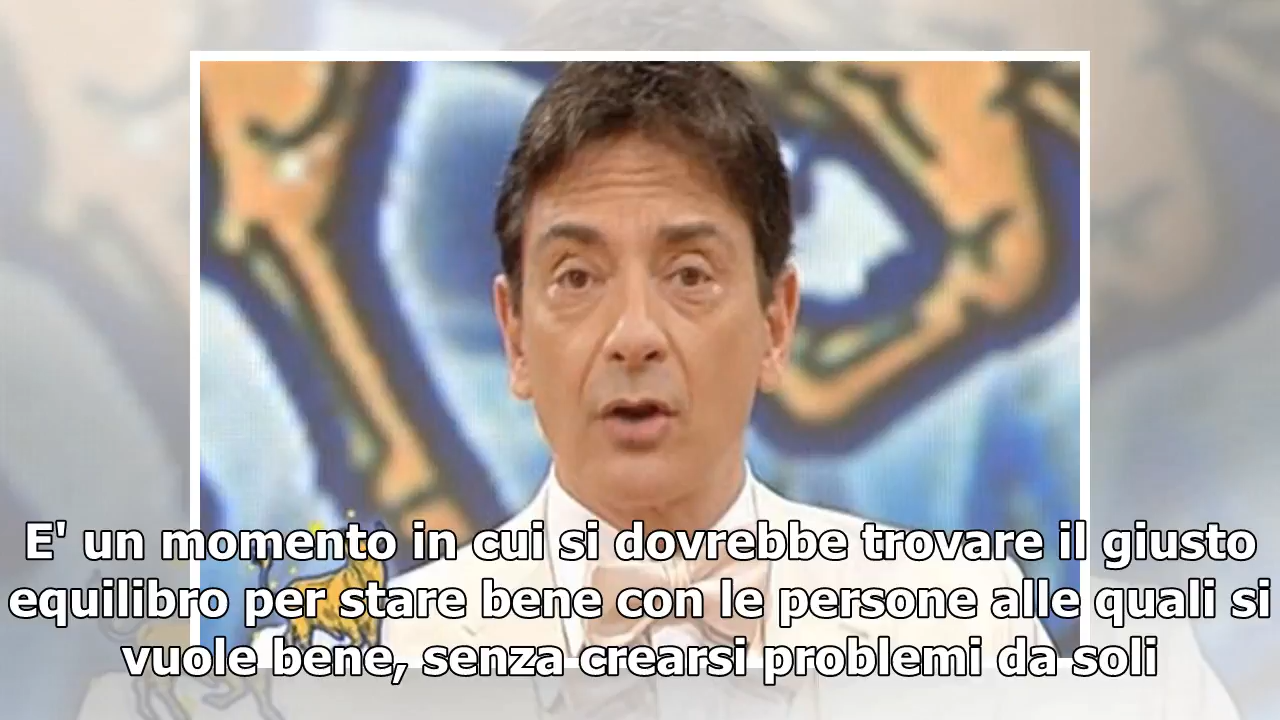 E' un momento in cui si dovrebbe trovare il giusto
equilibro per stare bene con le persone alle quali si
vuole bene, senza crearsi problemi da soli